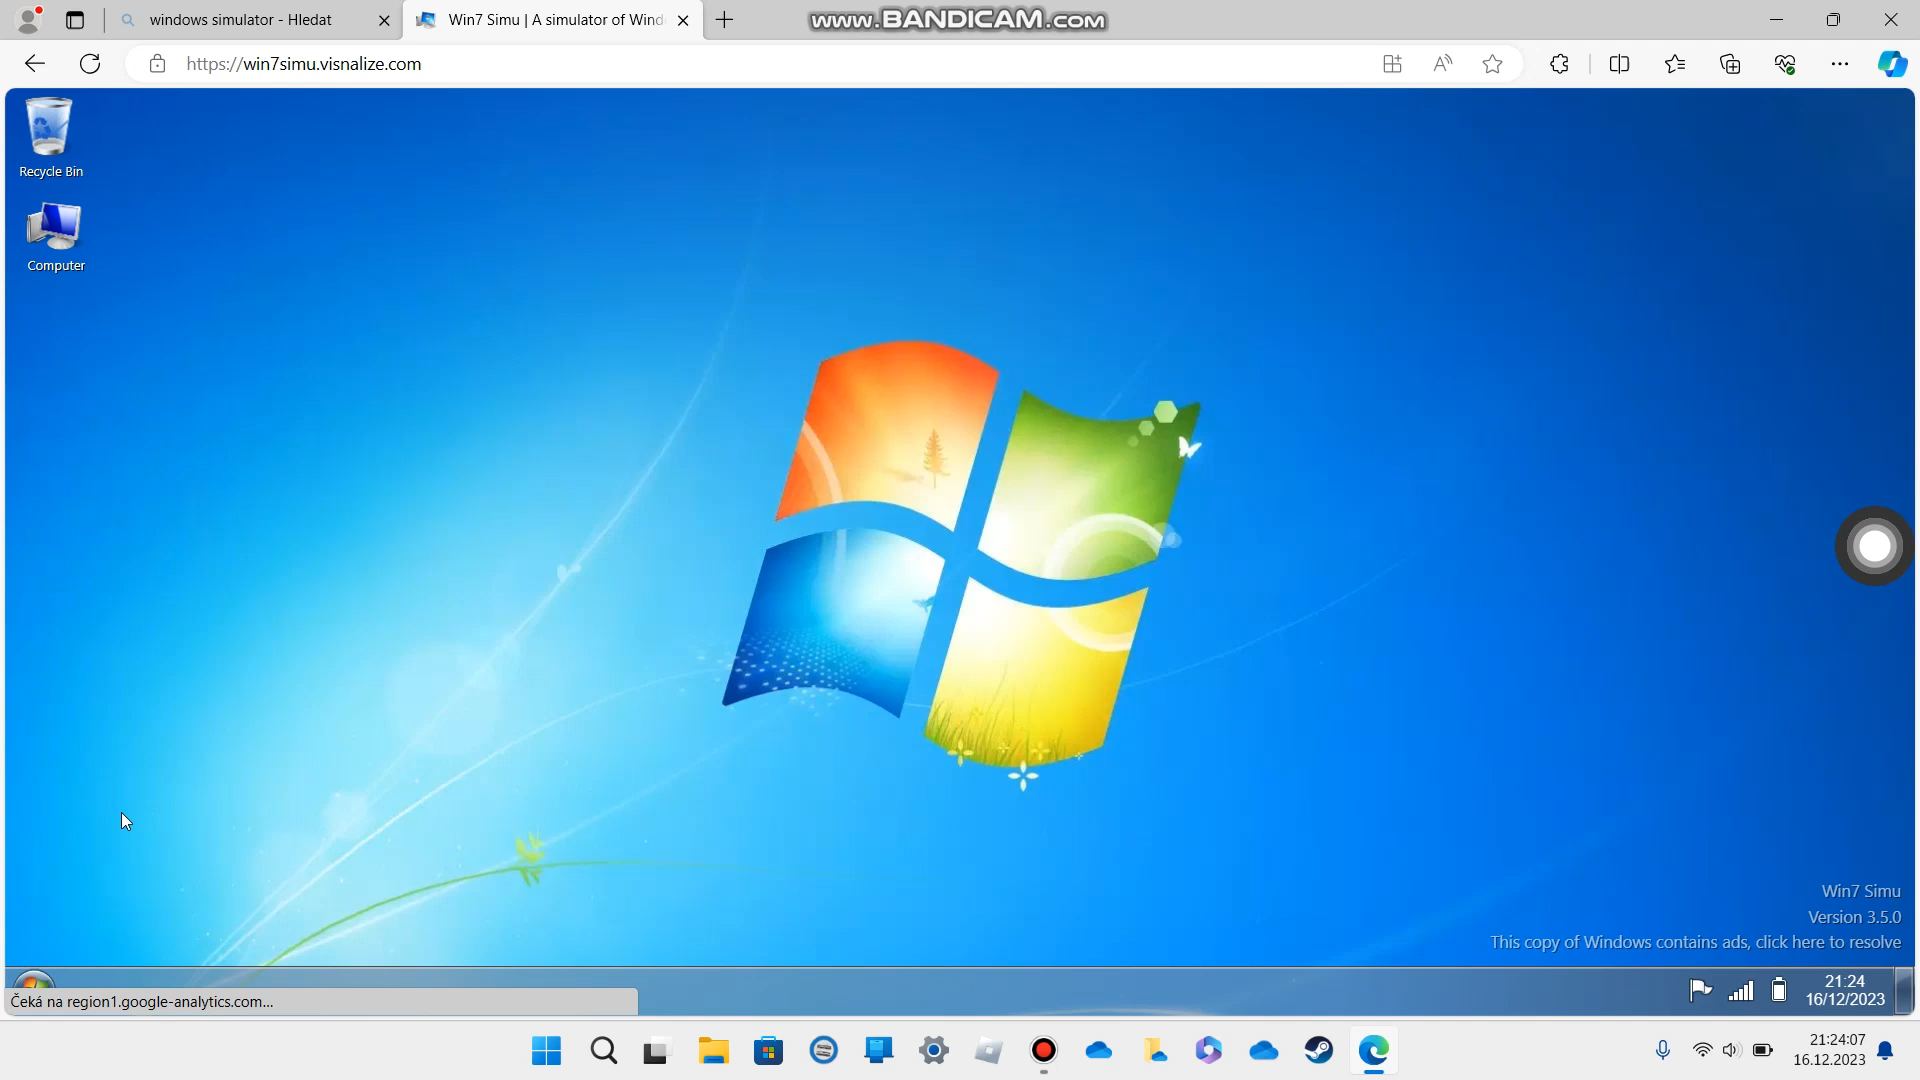 windows simulator - Hledat
Win7 Simu | A simulator of Wind
www.BANDICAM.com
https://win7simu.visnalize.com
Recycle Bin
Computer
Win7 Simu
Version 3.5.0
This copy of Windows contains ads, click here to resolve
Čeká na region1.google-analytics.com...
21:24
16/12/2023
21:24:07
16.12.2023